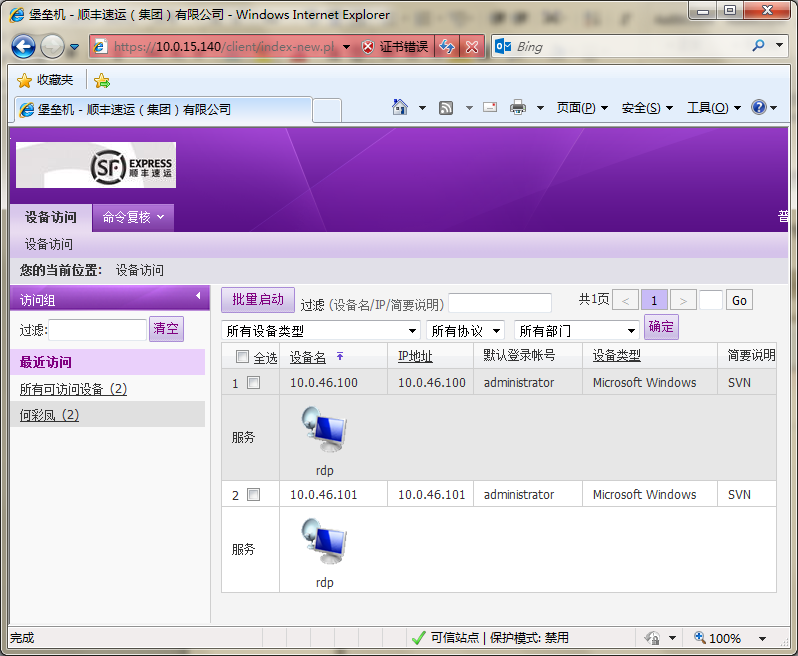 堡垒机 - 顺丰速运（集团）有限公司 - Windows Internet Explorer
https://10.0.15.140/client/index-new.pl 证书错误 Bing
收藏夹
堡垒机 - 顺丰速运（集团）有限公司 页面(P) 安全(S) 工具(O)
SF EXPRESS
顺丰速运
设备访问 命令复核 普
设备访问
您的当前位置： 设备访问
访问组
过滤: 清空
最近访问
所有可访问设备 (2)
何彩凤 (2)
批量启动 过滤 (设备名/IP/简要说明) 共1页 < 1 > Go
所有设备类型 所有协议 所有部门 确定
全选 设备名 IP地址 默认登录帐号 设备类型 简要说明
1 10.0.46.100 10.0.46.100 administrator Microsoft Windows SVN
服务
rdp
2 10.0.46.101 10.0.46.101 administrator Microsoft Windows SVN
服务
rdp
完成 可信站点 | 保护模式: 禁用 100%